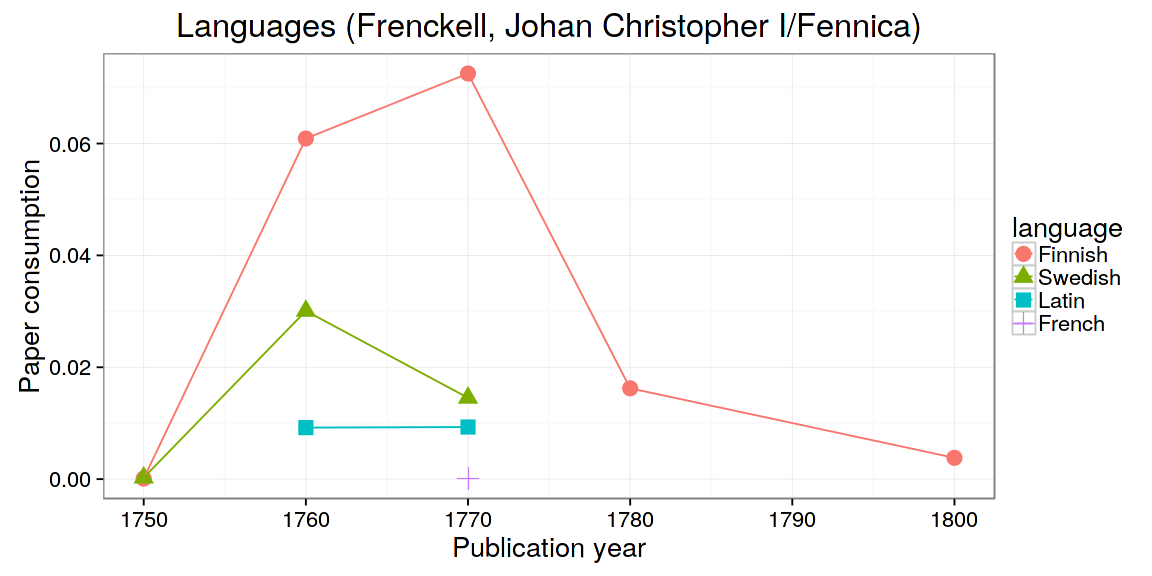 Languages (Frenckell, Johan Christopher I/Fennica)
Paper consumption
0.06
0.04
0.02
0.00
1750 1760 1770 1780 1790 1800
Publication year
language
Finnish
Swedish
Latin
French